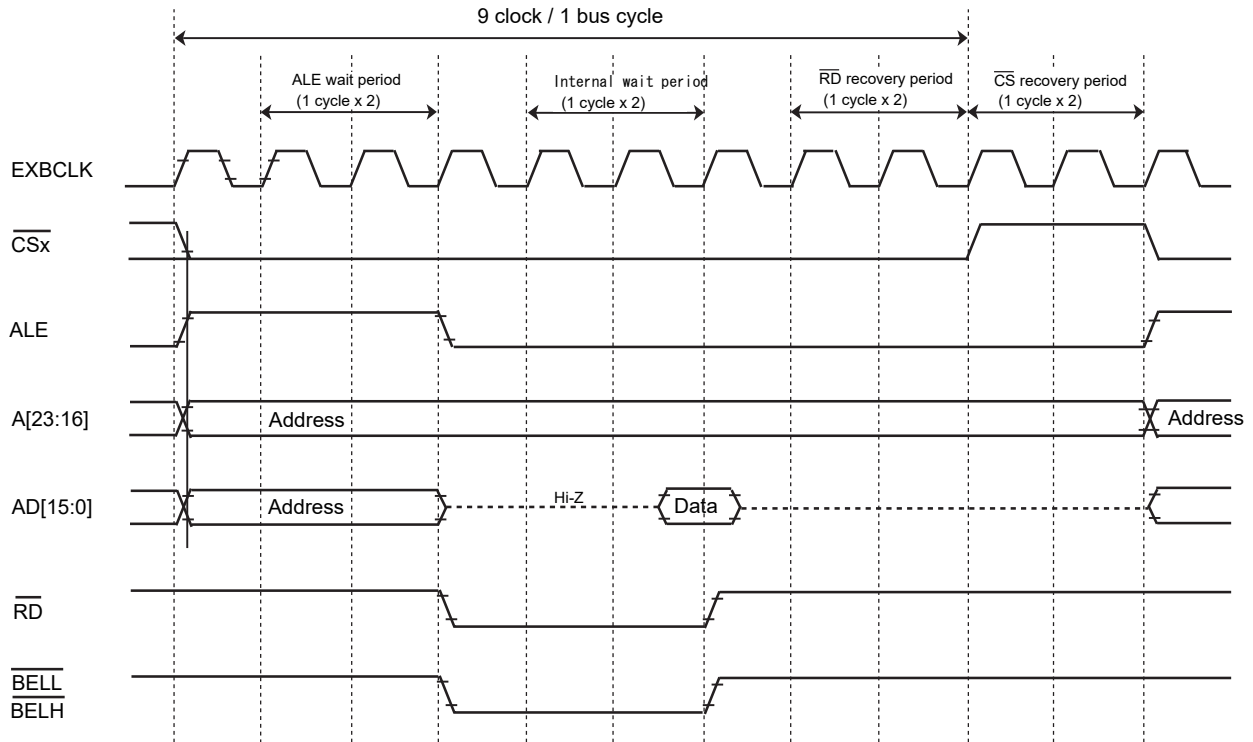 9 clock / 1 bus cycle
ALE wait period
(1 cycle x 2)
Internal wait period
(1 cycle x 2)
RD recovery period
(1 cycle x 2)
CS recovery period
(1 cycle x 2)
EXBCLK
CSx
ALE
A[23:16]
Address
Address
AD[15:0]
Address
Hi-Z
Data
RD
BELL
BELH